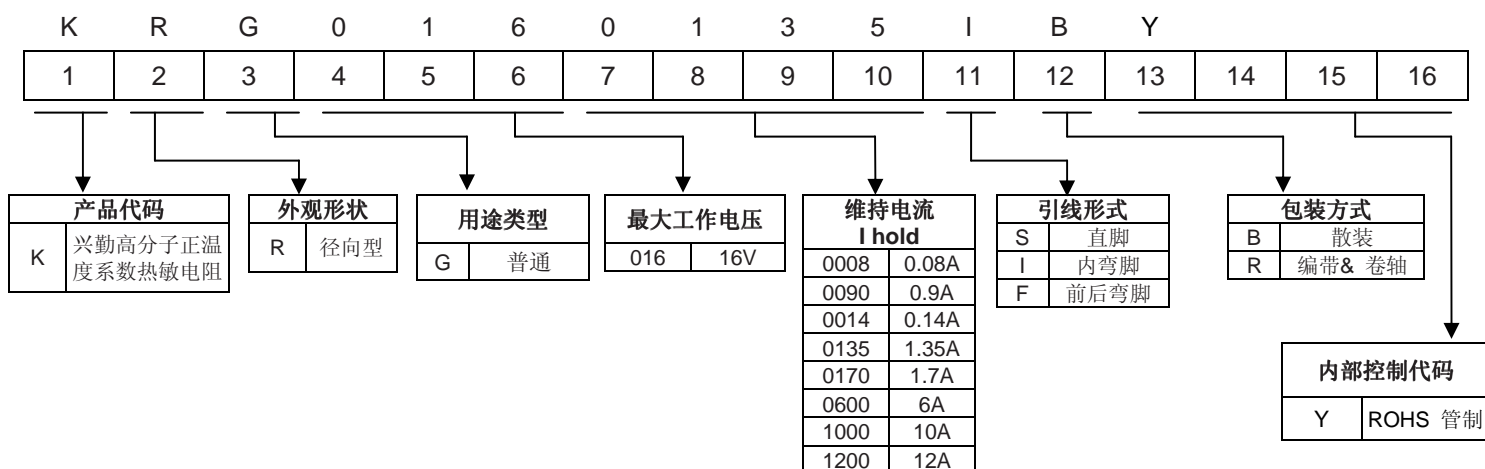 K R G 0 1 6 0 1 3 5 I B Y
1 2 3 4 5 6 7 8 9 10 11 12 13 14 15 16
产品代码
K 兴勤高分子正温
度系数热敏电阻
外观形状
R 径向型
用途类型
G 普通
最大工作电压
016 16V
维持电流
I hold
0008 0.08A
0090 0.9A
0014 0.14A
0135 1.35A
0170 1.7A
0600 6A
1000 10A
1200 12A
引线形式
S 直脚
I 内弯脚
F 前后弯脚
包装方式
B 散装
R 编带& 卷轴
内部控制代码
Y ROHS 管制